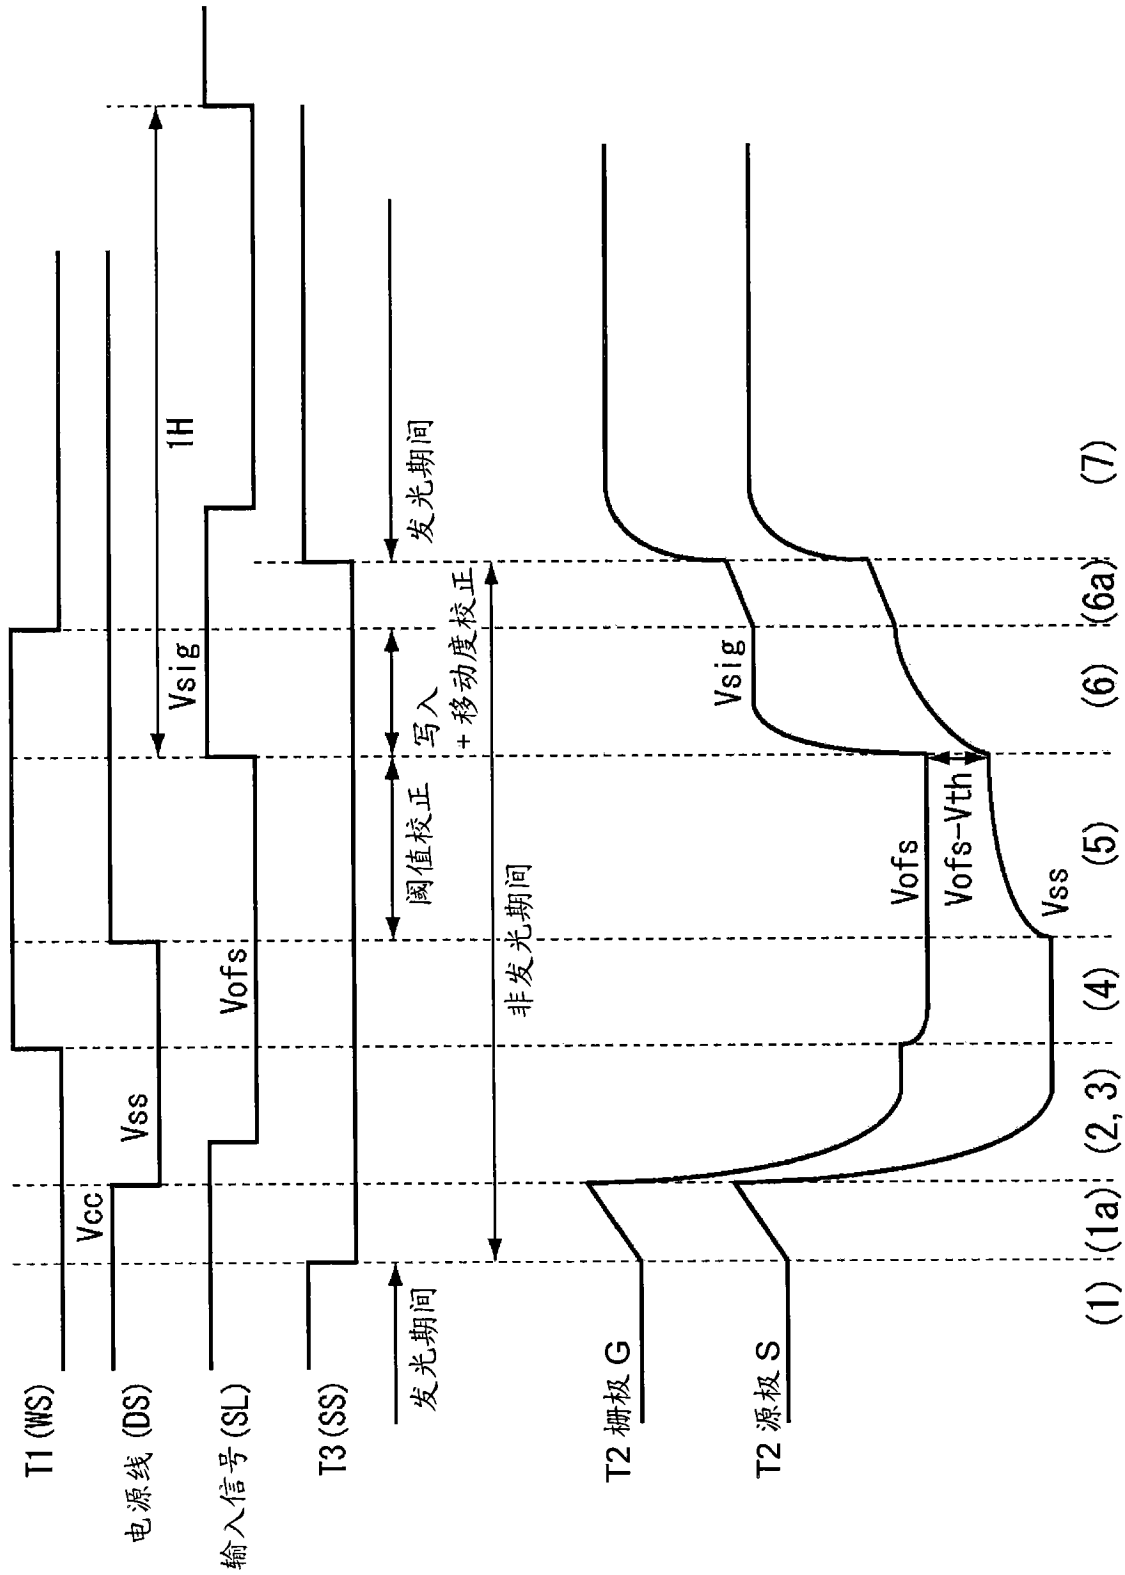 T1(WS)
电源线(DS)
Vcc
Vss
1H
输入信号(SL)
Vofs
Vsig
T3(SS)
发光期间
阈值校正
写入
+移动度校正
发光期间
非发光期间
T2 栅极 G
Vofs
Vsig
T2 源极 S
Vofs-Vth
Vss
(1)
(1a)
(2, 3)
(4)
(5)
(6)
(6a)
(7)